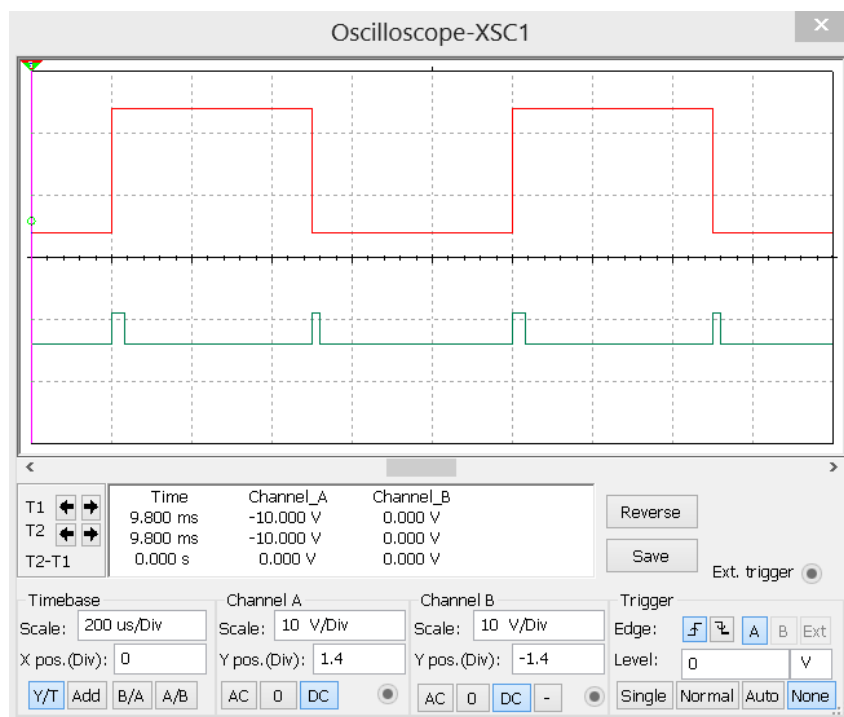 Oscilloscope-XSC1
×
T
Time Channel_A Channel_B
T1 9.800 ms -10.000 V 0.000 V
T2 9.800 ms -10.000 V 0.000 V
T2-T1 0.000 s 0.000 V 0.000 V
Reverse
Save
Ext. trigger
Timebase Channel A Channel B Trigger
Scale: 200 us/Div Scale: 10 V/Div Scale: 10 V/Div Edge: A B Ext
X pos.(Div): 0 Y pos.(Div): 1.4 Y pos.(Div): -1.4 Level: 0 V
Y/T Add B/A A/B AC 0 DC AC 0 DC - Single Normal Auto None